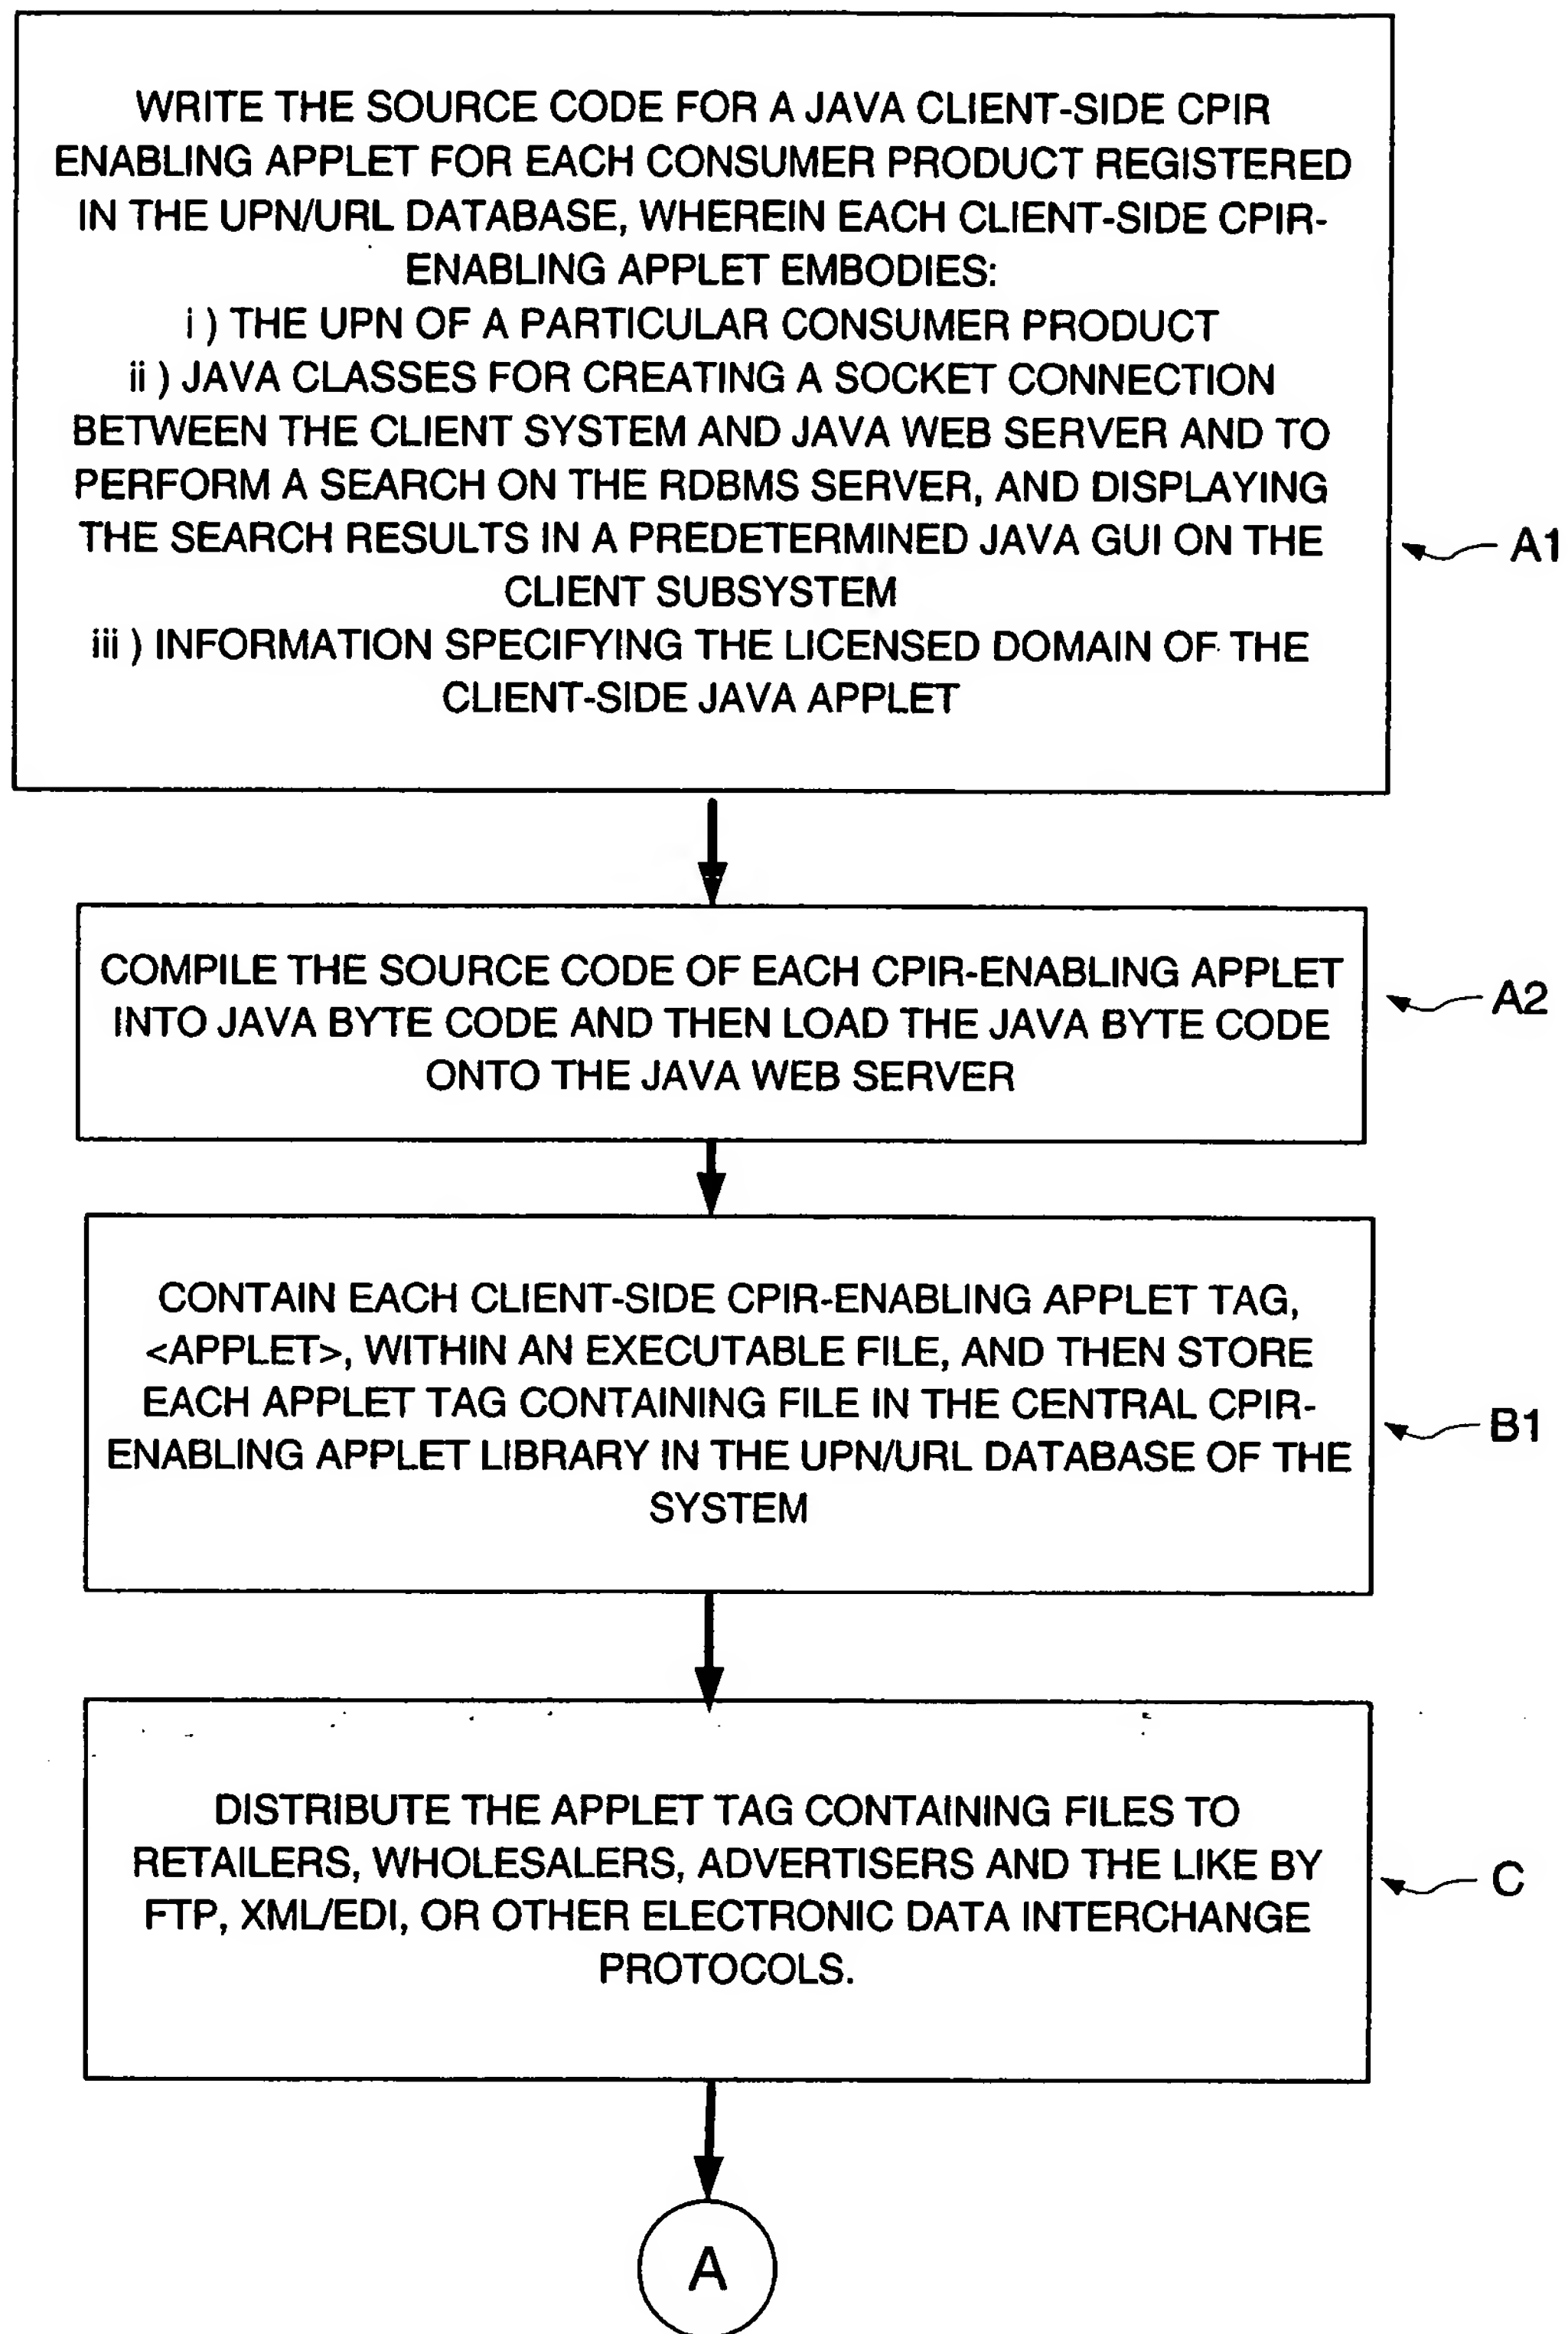 WRITE THE SOURCE CODE FOR A JAVA CLIENT-SIDE CPIR
ENABLING APPLET FOR EACH CONSUMER PRODUCT REGISTERED
IN THE UPN/URL DATABASE, WHEREIN EACH CLIENT-SIDE CPIR-
ENABLING APPLET EMBODIES:
i ) THE UPN OF A PARTICULAR CONSUMER PRODUCT
ii ) JAVA CLASSES FOR CREATING A SOCKET CONNECTION
BETWEEN THE CLIENT SYSTEM AND JAVA WEB SERVER AND TO
PERFORM A SEARCH ON THE RDBMS SERVER, AND DISPLAYING
THE SEARCH RESULTS IN A PREDETERMINED JAVA GUI ON THE
CLIENT SUBSYSTEM
iii ) INFORMATION SPECIFYING THE LICENSED DOMAIN OF THE
CLIENT-SIDE JAVA APPLET
A1
COMPILE THE SOURCE CODE OF EACH CPIR-ENABLING APPLET
INTO JAVA BYTE CODE AND THEN LOAD THE JAVA BYTE CODE
ONTO THE JAVA WEB SERVER
A2
CONTAIN EACH CLIENT-SIDE CPIR-ENABLING APPLET TAG,
<APPLET>, WITHIN AN EXECUTABLE FILE, AND THEN STORE
EACH APPLET TAG CONTAINING FILE IN THE CENTRAL CPIR-
ENABLING APPLET LIBRARY IN THE UPN/URL DATABASE OF THE
SYSTEM
B1
DISTRIBUTE THE APPLET TAG CONTAINING FILES TO
RETAILERS, WHOLESALERS, ADVERTISERS AND THE LIKE BY
FTP, XML/EDI, OR OTHER ELECTRONIC DATA INTERCHANGE
PROTOCOLS.
C
A